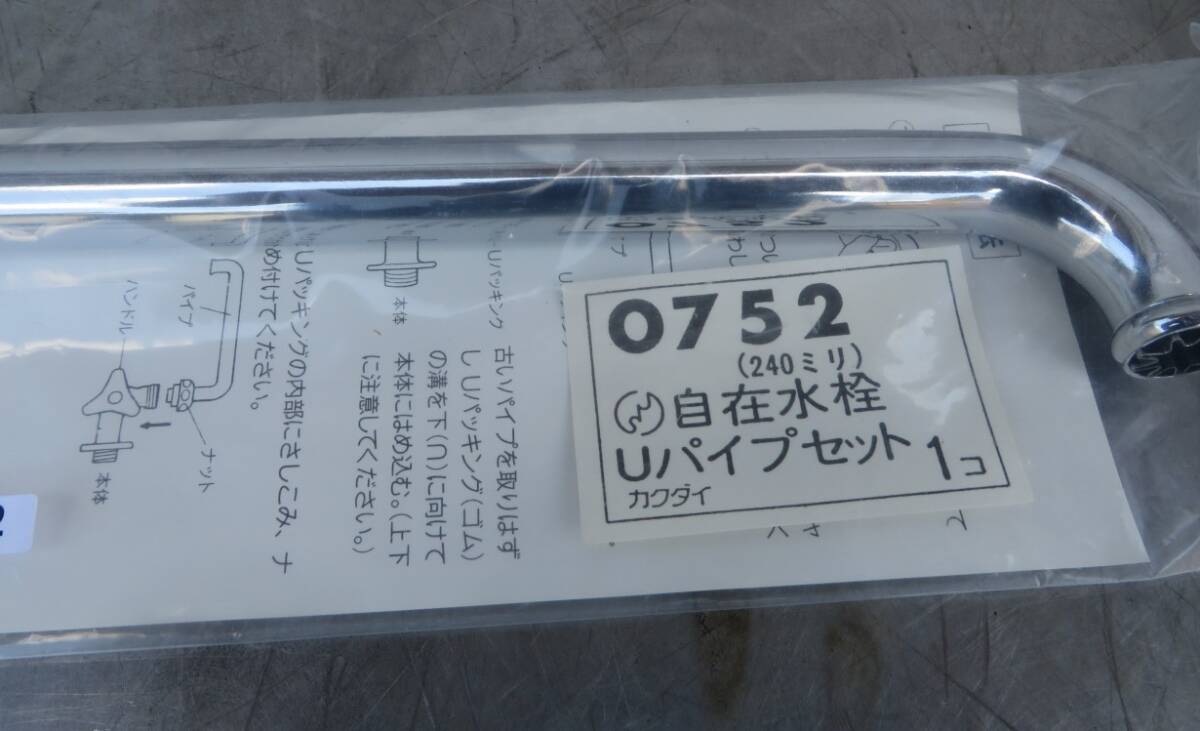 0752
(240ミリ)
自在水栓
Uパイプセット 1コ
カクダイ
Uパッキング
本体
古いパイプを取りはず
しUパッキング(ゴム)
の溝を下(∩)に向けて
本体にはめ込む。(上下
に注意してください。)
Uパッキングの内部にさしこみ、ナ
め付けてください。
パイプ
ハンドル
ナット
本体